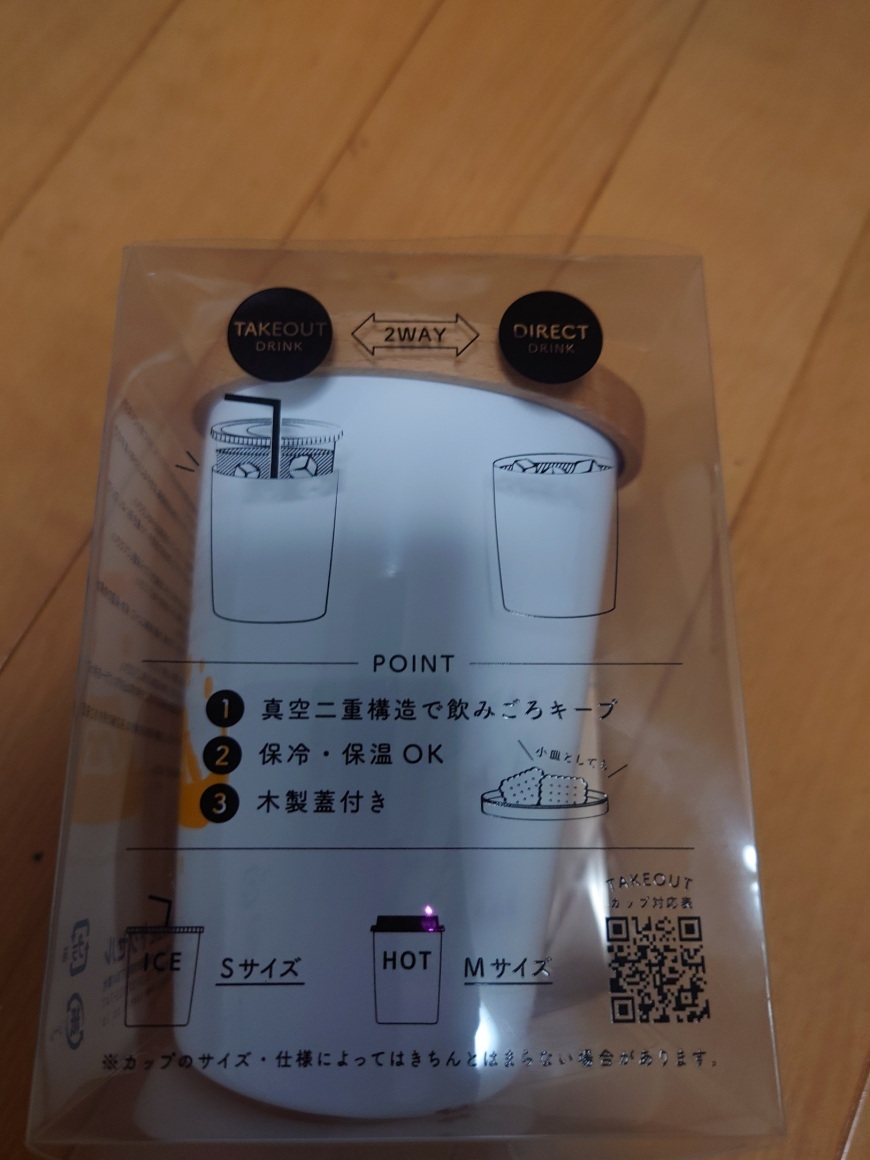 TAKEOUT
DRINK
2WAY
DIRECT
DRINK
POINT
1 真空二重構造で飲みごろキープ
2 保冷・保温 OK
小皿としても
3 木製蓋付き
TAKEOUT
カップ対応表
ICE
Sサイズ
HOT
Mサイズ
※カップのサイズ・仕様によってはきちんとはまらない場合があります。